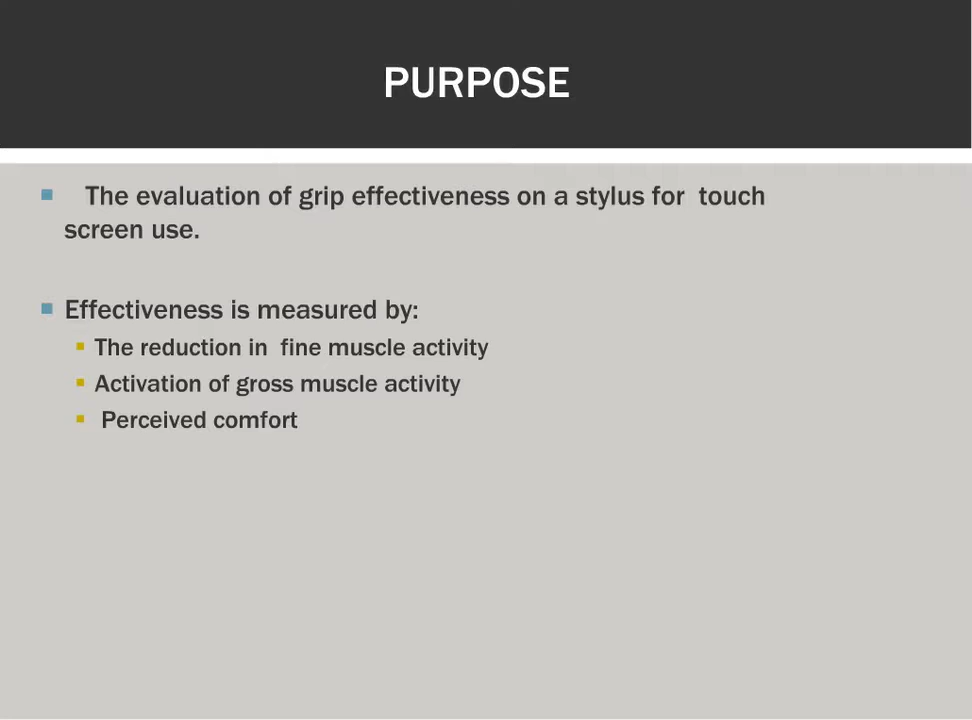 PURPOSE
The evaluation of grip effectiveness on a stylus for touch
screen use.
Effectiveness is measured by:
The reduction in fine muscle activity
Activation of gross muscle activity
Perceived comfort